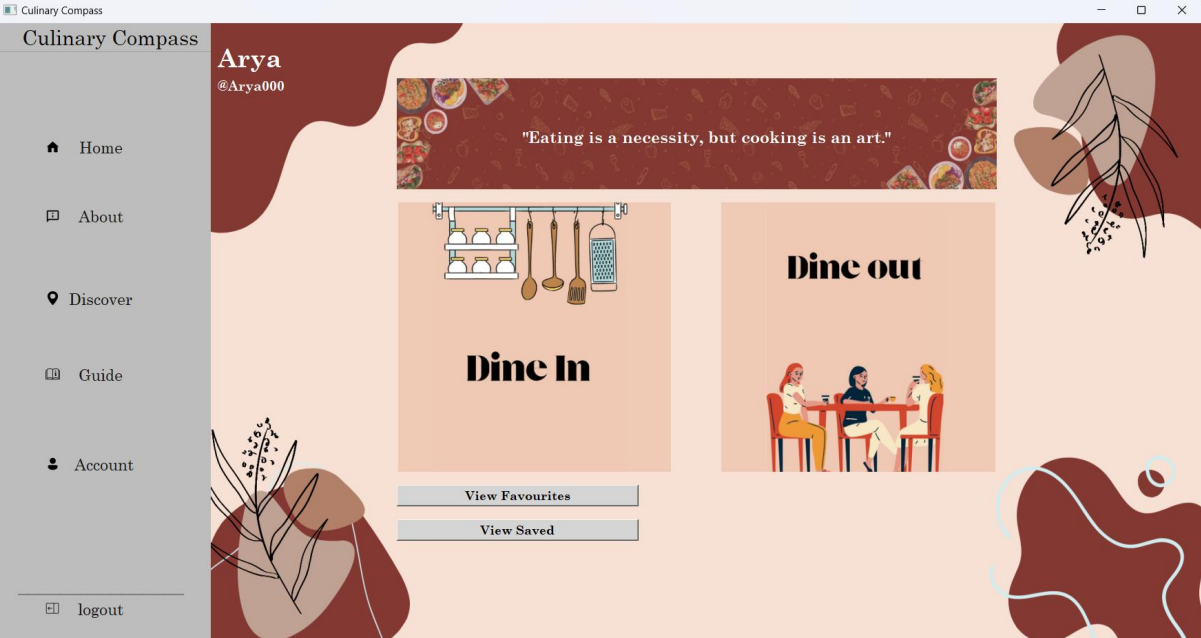 Culinary Compass
Culinary Compass
Arya
@Arya000
Home
About
Discover
Guide
Account
logout
"Eating is a necessity, but cooking is an art."
Dine In
Dine out
View Favourites
View Saved